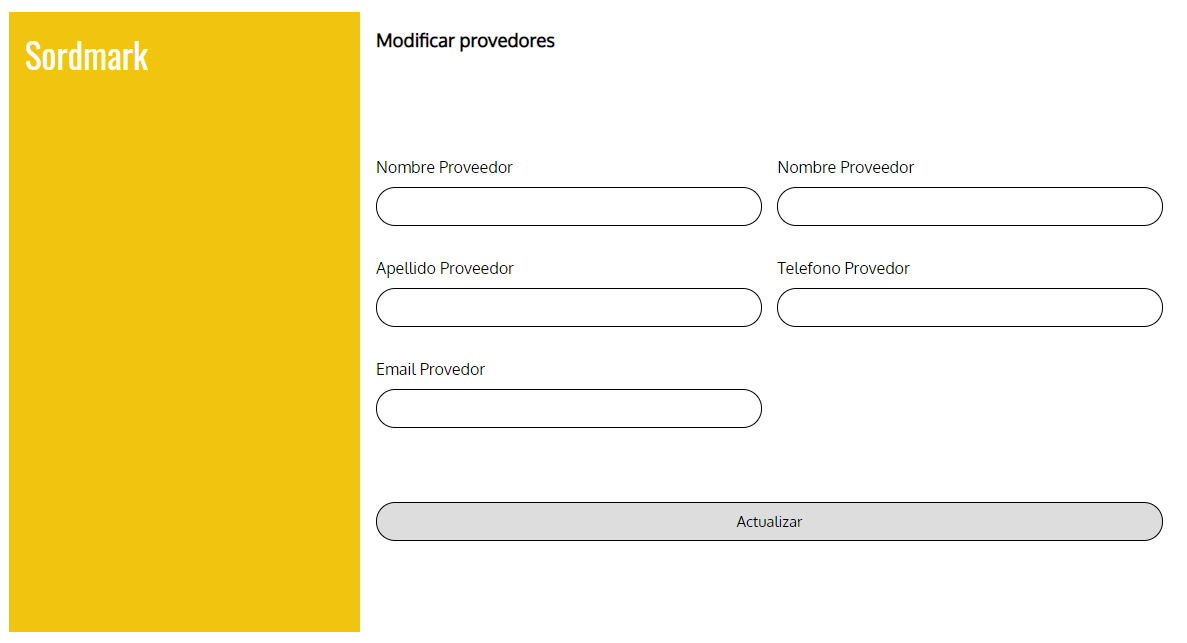 Sordmark
Modificar provedores
Nombre Proveedor
Nombre Proveedor
Apellido Proveedor
Telefono Provedor
Email Provedor
Actualizar